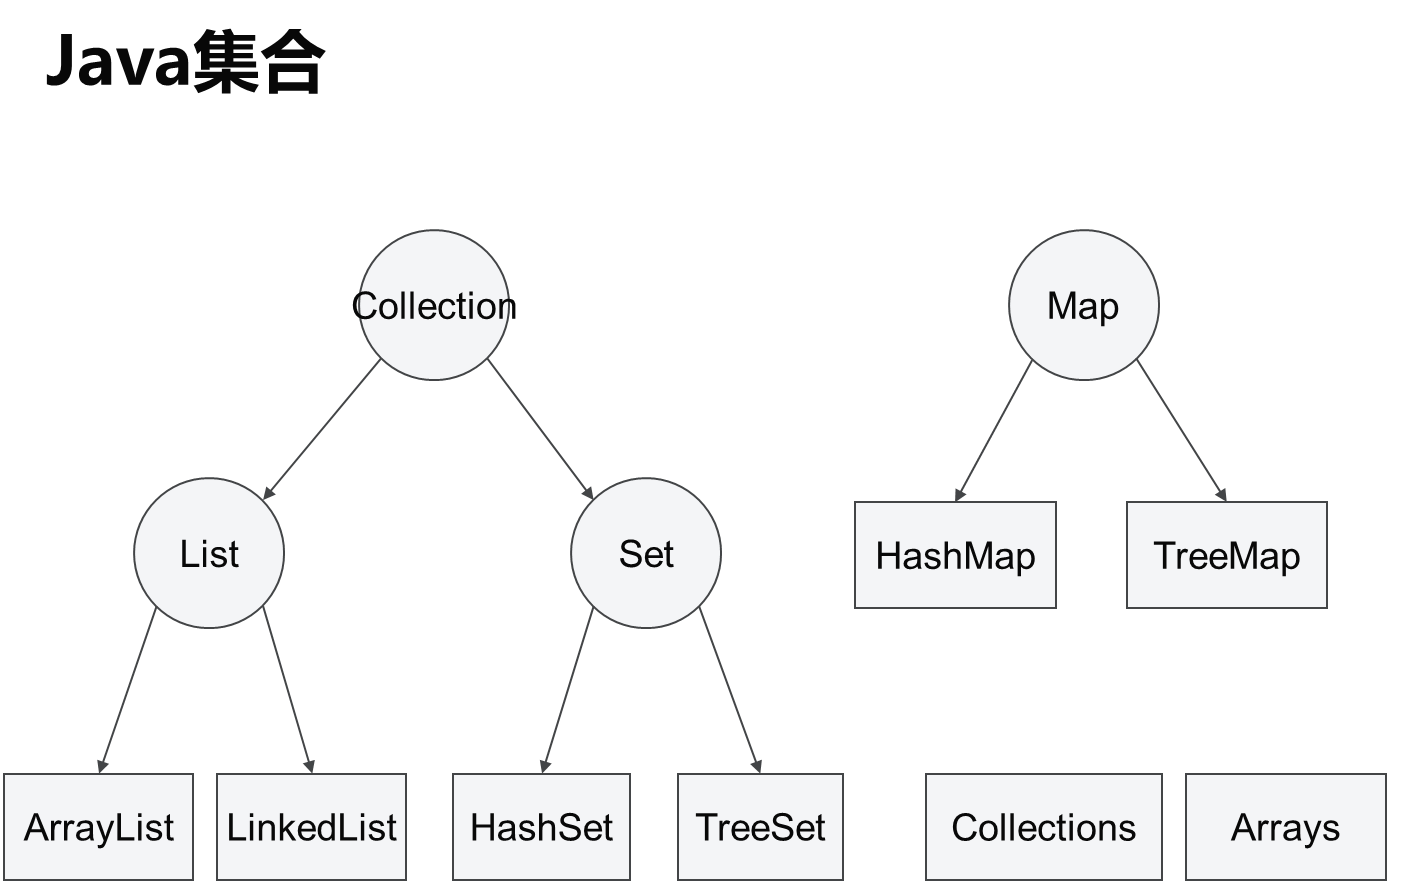 Java集合
Collection
Map
List
Set
HashMap
TreeMap
ArrayList
LinkedList
HashSet
TreeSet
Collections
Arrays